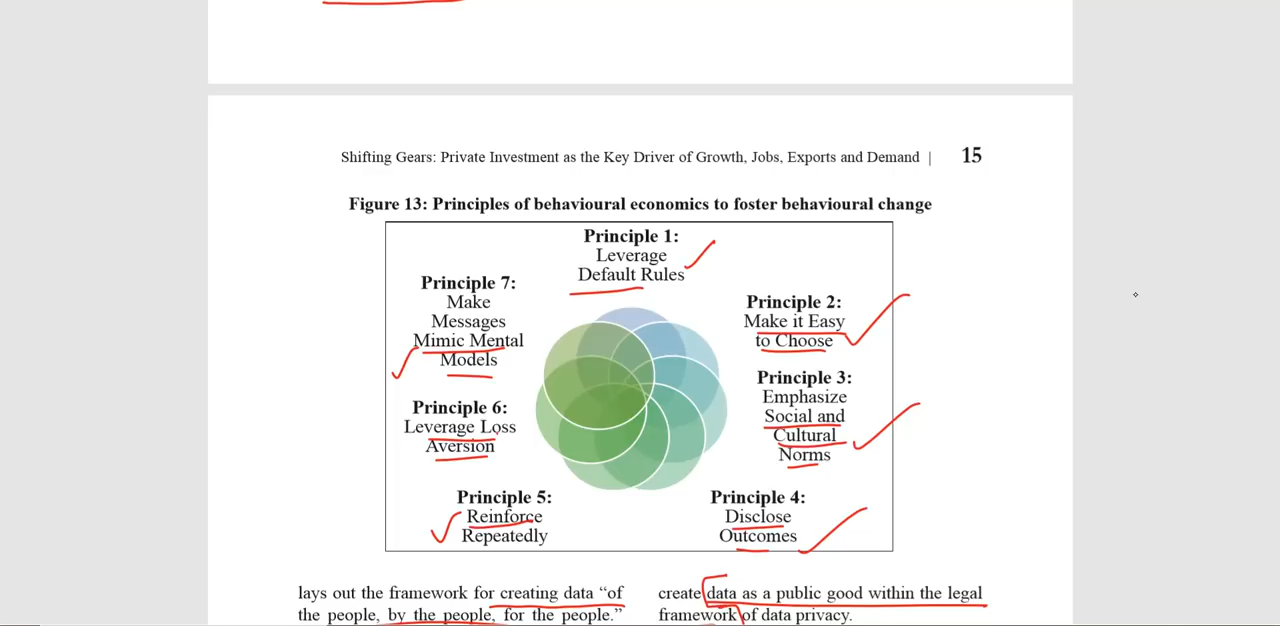 Shifting Gears: Private Investment as the Key Driver of Growth, Jobs, Exports and Demand | 15
Figure 13: Principles of behavioural economics to foster behavioural change
Principle 1:
Leverage
Default Rules
Principle 2:
Make it Easy
to Choose
Principle 3:
Emphasize
Social and
Cultural
Norms
Principle 4:
Disclose
Outcomes
Principle 5:
Reinforce
Repeatedly
Principle 6:
Leverage Loss
Aversion
Principle 7:
Make
Messages
Mimic Mental
Models
lays out the framework for creating data “of
the people, by the people, for the people.”
create data as a public good within the legal
framework of data privacy.